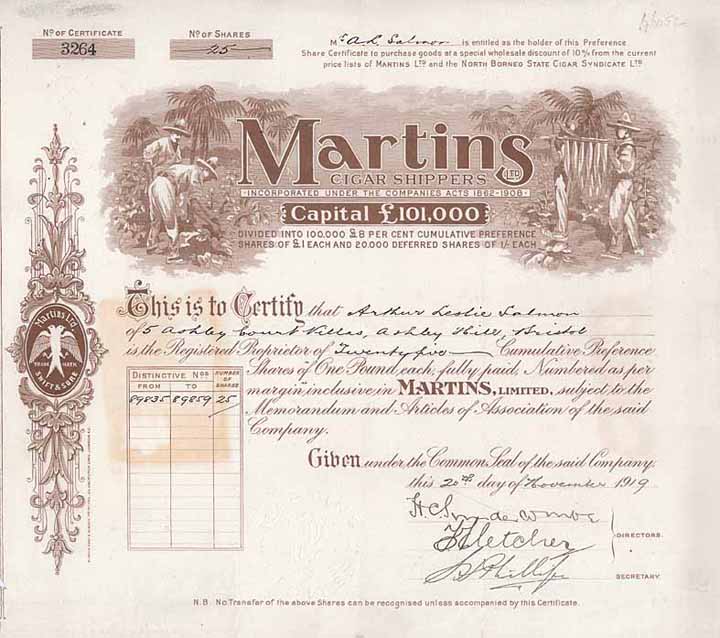 No OF CERTIFICATE
3264
No OF SHARES
25
Mr A. L. Salmon is entitled as the holder of this Preference
Share Certificate to purchase goods at a special wholesale discount of 10% from the current
price lists of MARTINS LTD and the NORTH BORNEO STATE CIGAR SYNDICATE LTD
Martins LTD
CIGAR SHIPPERS
INCORPORATED UNDER THE COMPANIES ACTS 1862-1908
Capital £101,000
DIVIDED INTO 100,000 £8 PER CENT CUMULATIVE PREFERENCE
SHARES OF £1 EACH AND 20,000 DEFERRED SHARES OF 1/- EACH
This is to Certify that Arthur Leslie Salmon
of 5 Ashley Court Villas, Ashley Hill, Bristol
is the Registered Proprietor of Twenty five Cumulative Preference
Shares of One Pound each, fully paid, Numbered as per
margin inclusive in MARTINS, LIMITED, subject to the
Memorandum and Articles of Association of the said
Company.
DISTINCTIVE Nos
NUMBER OF SHARES
FROM TO
89835 89859 25
Martins Ltd
TRADE MARK
Given under the Common Seal of the said Company
this 20th day of November 1919
Fletcher
DIRECTORS.
Phillips
SECRETARY.
N.B. No Transfer of the above Shares can be recognised unless accompanied by this Certificate.